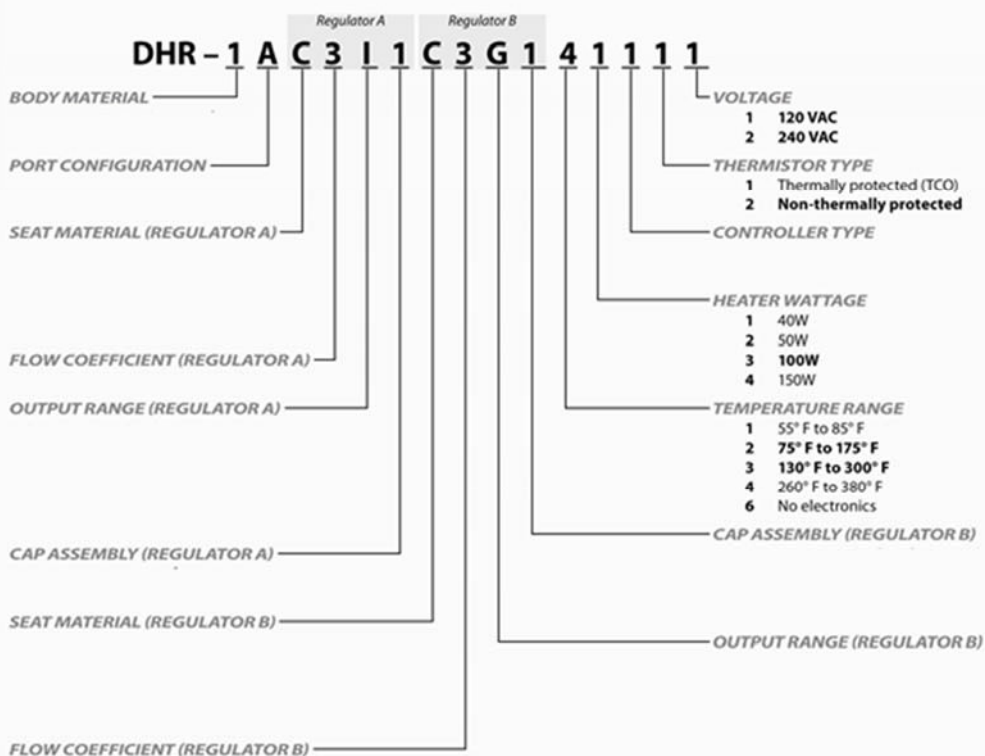 Regulator A Regulator B
DHR – 1 A C 3 I 1 C 3 G 1 4 1 1 1 1
BODY MATERIAL
VOLTAGE
1 120 VAC
2 240 VAC
PORT CONFIGURATION
THERMISTOR TYPE
1 Thermally protected (TCO)
2 Non-thermally protected
SEAT MATERIAL (REGULATOR A)
CONTROLLER TYPE
HEATER WATTAGE
1 40W
2 50W
3 100W
4 150W
FLOW COEFFICIENT (REGULATOR A)
OUTPUT RANGE (REGULATOR A)
TEMPERATURE RANGE
1 55° F to 85° F
2 75° F to 175° F
3 130° F to 300° F
4 260° F to 380° F
6 No electronics
CAP ASSEMBLY (REGULATOR B)
CAP ASSEMBLY (REGULATOR A)
SEAT MATERIAL (REGULATOR B)
OUTPUT RANGE (REGULATOR B)
FLOW COEFFICIENT (REGULATOR B)